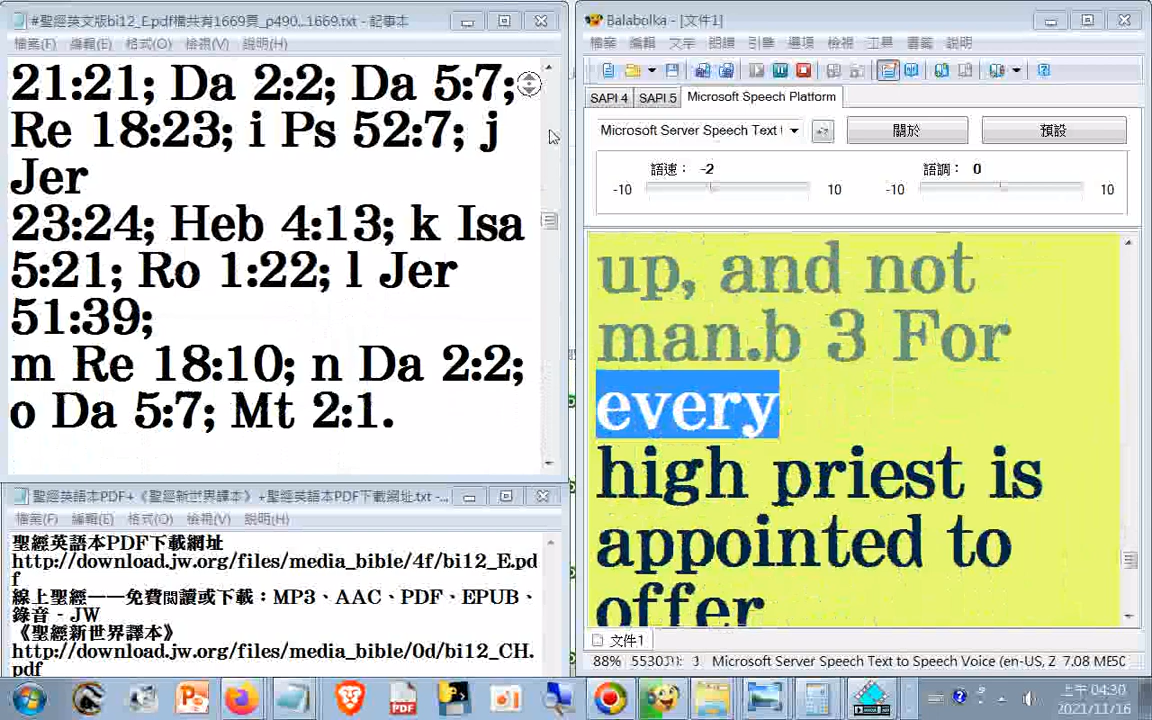 #聖經英文版bi12_E.pdf檔共有1669頁_p490,..1669.txt - 記事本
檔案(F) 編輯(E) 格式(O) 檢視(V) 說明(H)
21:21; Da 2:2; Da 5:7;
Re 18:23; i Ps 52:7; j
Jer
23:24; Heb 4:13; k Isa
5:21; Ro 1:22; l Jer
51:39;
m Re 18:10; n Da 2:2;
o Da 5:7; Mt 2:1.
聖經英語本PDF+《聖經新世界譯本》+聖經英語本PDF下載網址.txt - ...
檔案(F) 編輯(E) 格式(O) 檢視(V) 說明(H)
聖經英語本PDF下載網址
http://download.jw.org/files/media_bible/4f/bi12_E.pd
f
線上聖經——免費閱讀或下載：MP3、AAC、PDF、EPUB、
錄音 - JW
《聖經新世界譯本》
http://download.jw.org/files/media_bible/0d/bi12_CH.
pdf
Balabolka - [文件1]
檔案 編輯 文字 朗讀 引擎 選項 檢視 工具 書籤 說明
SAPI 4 SAPI 5 Microsoft Speech Platform
Microsoft Server Speech Text 關於 預設
語速： -2 語調： 0
-10 10 -10 10
up, and not
man.b 3 For
every
high priest is
appointed to
offer
文件1
88% Microsoft Server Speech Text to Speech Voice (en-US, Z 7.08 МБ
上午 04:30
2021/11/16